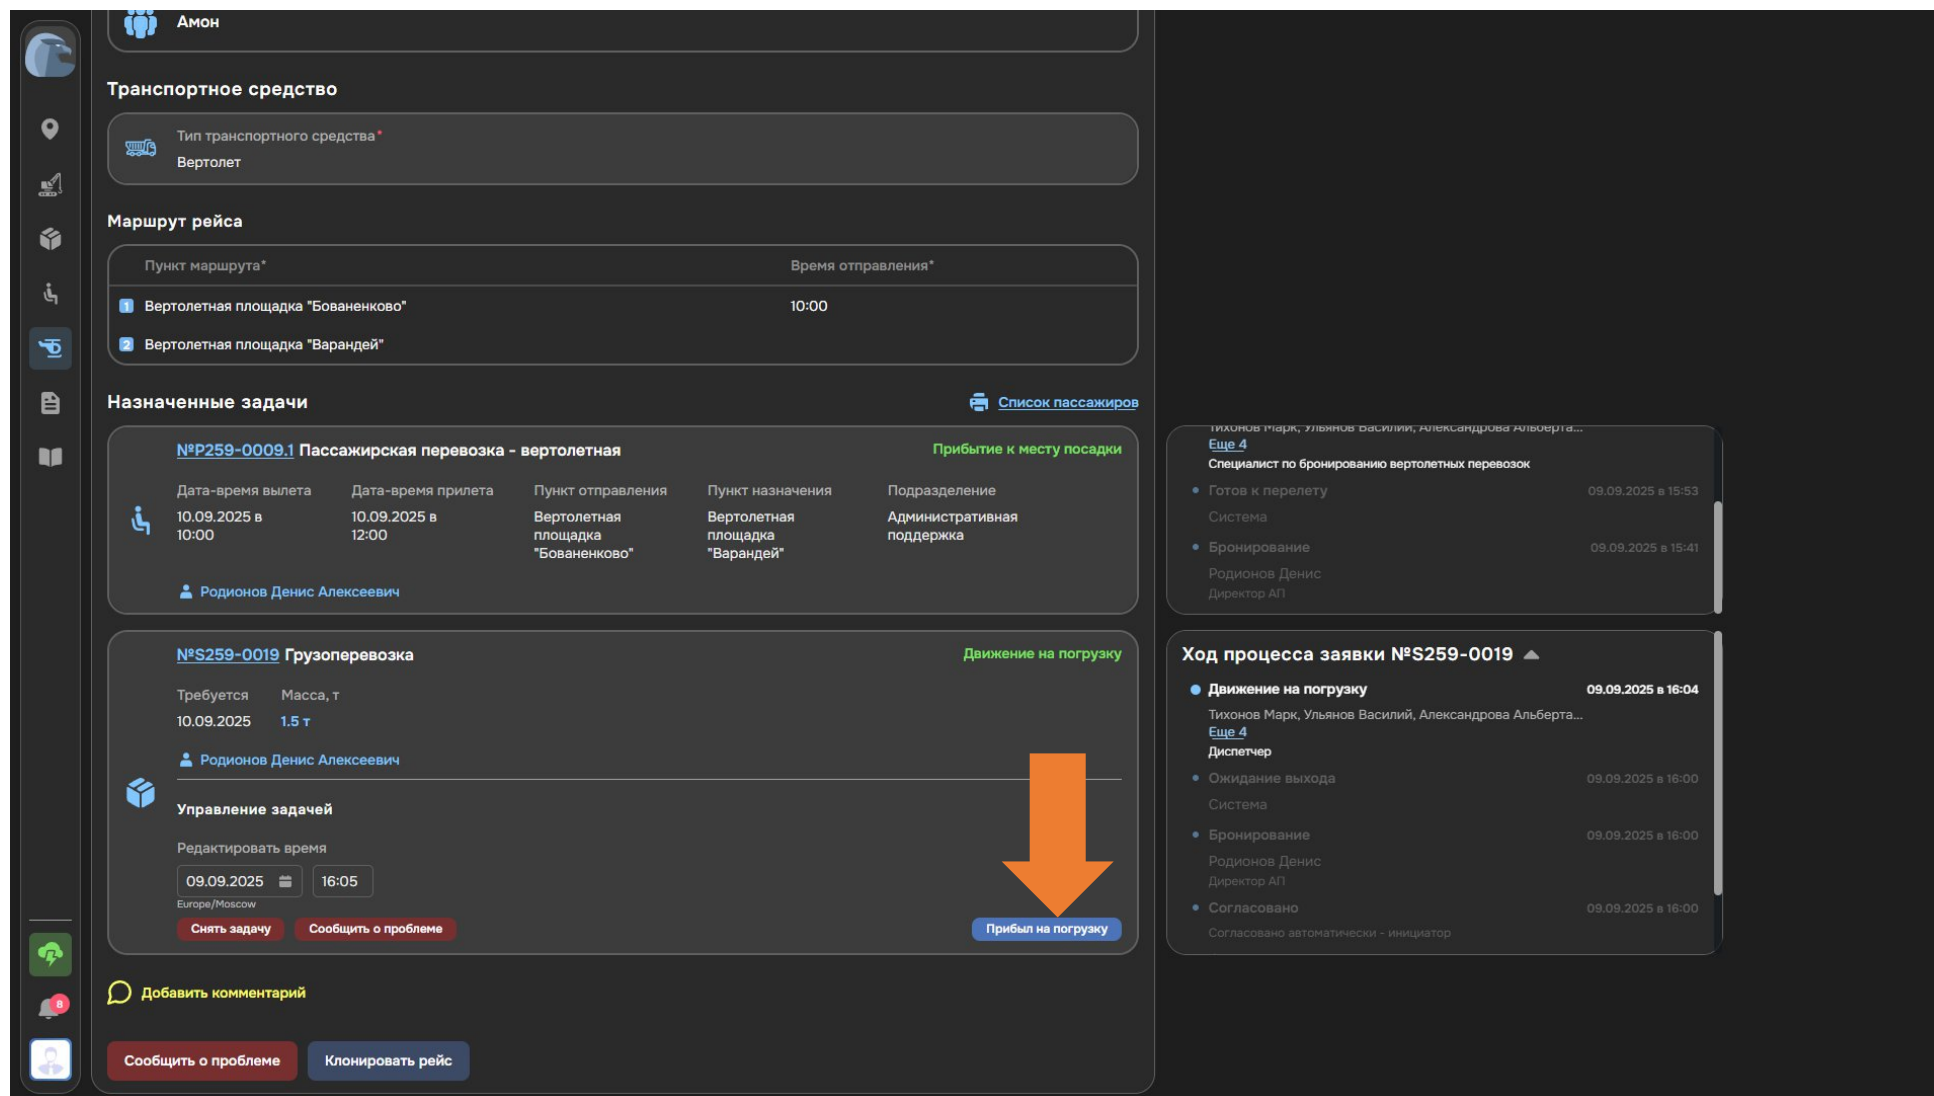 Амон
Транспортное средство
Тип транспортного средства*
Вертолет
Маршрут рейса
Пункт маршрута* Время отправления*
1 Вертолетная площадка "Бованенково" 10:00
2 Вертолетная площадка "Варандей"
Назначенные задачи Список пассажиров
№P259-0009.1 Пассажирская перевозка - вертолетная Прибытие к месту посадки
Дата-время вылета Дата-время прилета Пункт отправления Пункт назначения Подразделение
10.09.2025 в 10.09.2025 в Вертолетная Вертолетная Административная
10:00 12:00 площадка площадка поддержка
"Бованенково" "Варандей"
Родионов Денис Алексеевич
№S259-0019 Грузоперевозка Движение на погрузку
Требуется Масса, т
10.09.2025 1.5 т
Родионов Денис Алексеевич
Управление задачей
Редактировать время
09.09.2025 16:05
Europe/Moscow
Снять задачу Сообщить о проблеме Прибыл на погрузку
Добавить комментарий
Сообщить о проблеме Клонировать рейс
8
Тихонов Марк, Ульянов Василий, Александрова Альберта...
Еще 4
Специалист по бронированию вертолетных перевозок
Готов к перелету 09.09.2025 в 15:53
Система
Бронирование 09.09.2025 в 15:41
Родионов Денис
Директор АП
Ход процесса заявки №S259-0019
Движение на погрузку 09.09.2025 в 16:04
Тихонов Марк, Ульянов Василий, Александрова Альберта...
Еще 4
Диспетчер
Ожидание выхода 09.09.2025 в 16:00
Система
Бронирование 09.09.2025 в 16:00
Родионов Денис
Директор АП
Согласовано 09.09.2025 в 16:00
Согласовано автоматически - инициатор